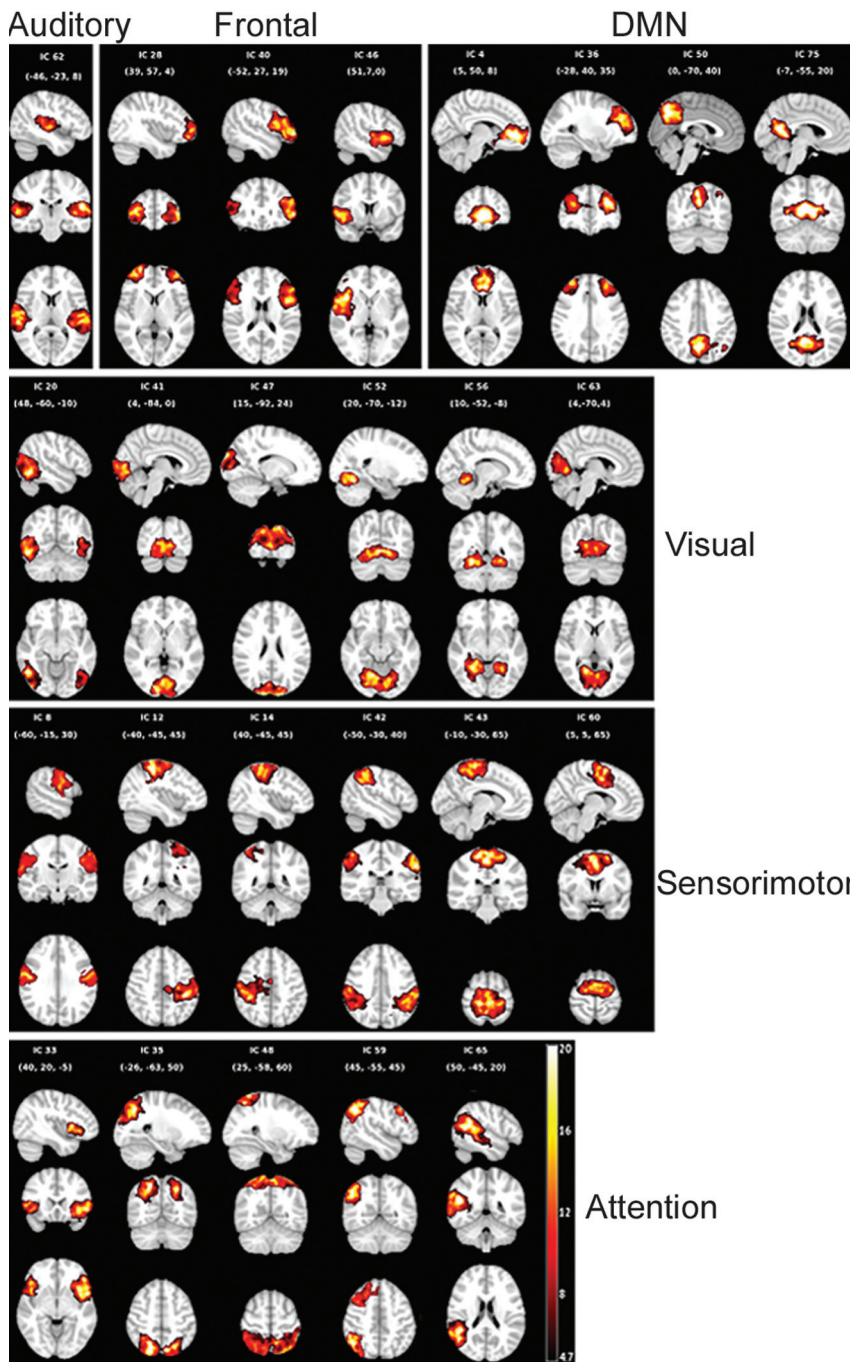 Auditory Frontal DMN
IC 62 IC 28 IC 40 IC 46 IC 4 IC 36 IC 50 IC 75
(-46, -23, 8) (39, 57, 4) (-52, 27, 19) (51,7,0) (5, 50, 8) (-28, 40, 35) (0, -70, 40) (-7, -55, 20)
IC 20 IC 41 IC 47 IC 52 IC 56 IC 63
(48, -60, -10) (4, -84, 0) (15, -92, 24) (20, -70, -12) (10, -52, -8) (4,-70,4)
Visual
IC 8 IC 12 IC 14 IC 42 IC 43 IC 60
(-60, -15, 30) (-40, -45, 45) (40, -45, 45) (-50, -30, 40) (-10, -30, 65) (5, 5, 65)
Sensorimotor
IC 33 IC 35 IC 48 IC 59 IC 65 20
(40, 20, -5) (-26, -63, 50) (25, -58, 60) (45, -55, 45) (50, -45, 20)
16
12
Attention
8
4.7